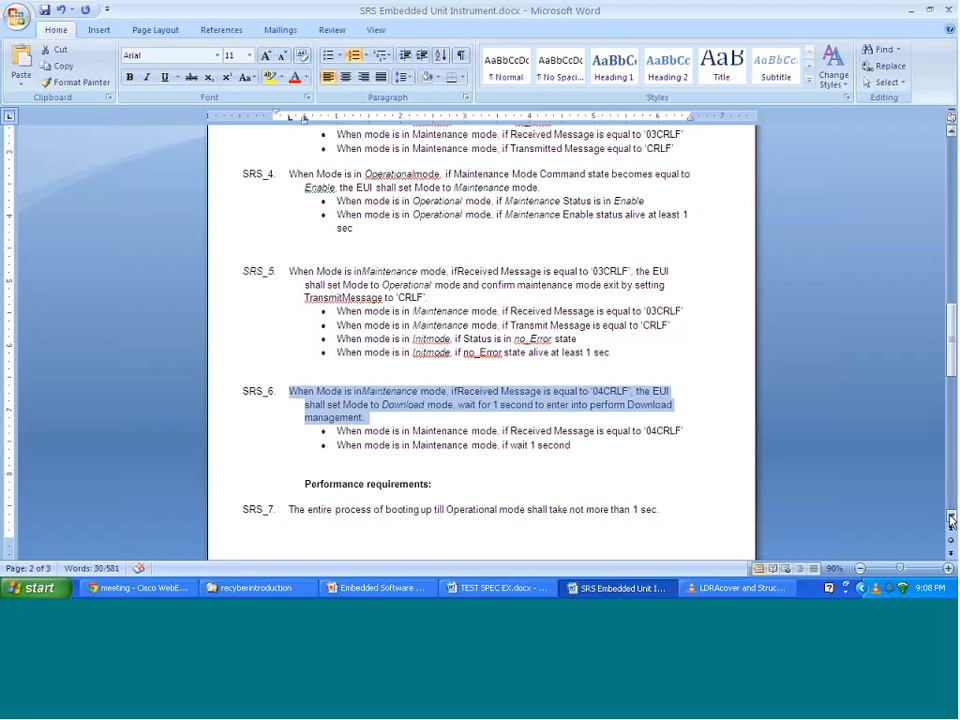 SRS Embedded Unit Instrument.docx - Microsoft Word
Home
Insert
Page Layout
References
Mailings
Review
View
Paste
Cut
Copy
Format Painter
Clipboard
Arial
11
Font
Paragraph
AaBbCcDc
¶ Normal
AaBbCcDc
¶ No Spaci...
AaBbC
Heading 1
AaBbCc
Heading 2
AaBb
Title
AaBbCc.
Subtitle
Change
Styles
Styles
Find
Replace
Select
Editing
When mode is in Maintenance mode, if Received Message is equal to '03CRLF'
When mode is in Maintenance mode, if Transmitted Message equal to 'CRLF'
SRS_4. When Mode is in Operationalmode, if Maintenance Mode Command state becomes equal to
Enable, the EUI shall set Mode to Maintenance mode.
When mode is in Operational mode, if Maintenance Status is in Enable
When mode is in Operational mode, if Maintenance Enable status alive at least 1
sec
SRS_5. When Mode is inMaintenance mode, ifReceived Message is equal to '03CRLF', the EUI
shall set Mode to Operational mode and confirm maintenance mode exit by setting
TransmitMessage to 'CRLF'.
When mode is in Maintenance mode, if Received Message is equal to '03CRLF'
When mode is in Maintenance mode, if Transmit Message is equal to 'CRLF'
When mode is in Initmode, if Status is in no_Error state
When mode is in Initmode, if no_Error state alive at least 1 sec
SRS_6. When Mode is inMaintenance mode, ifReceived Message is equal to '04CRLF', the EUI
shall set Mode to Download mode, wait for 1 second to enter into perform Download
management.
When mode is in Maintenance mode, if Received Message is equal to '04CRLF'
When mode is in Maintenance mode, if wait 1 second
Performance requirements:
SRS_7. The entire process of booting up till Operational mode shall take not more than 1 sec.
Page: 2 of 3 Words: 30/581 90%
start
meeting - Cisco WebE...
recyberintroduction
Embedded Software ...
TEST SPEC EX.docx - ...
SRS Embedded Unit I...
LDRAcover and Struc...
9:08 PM